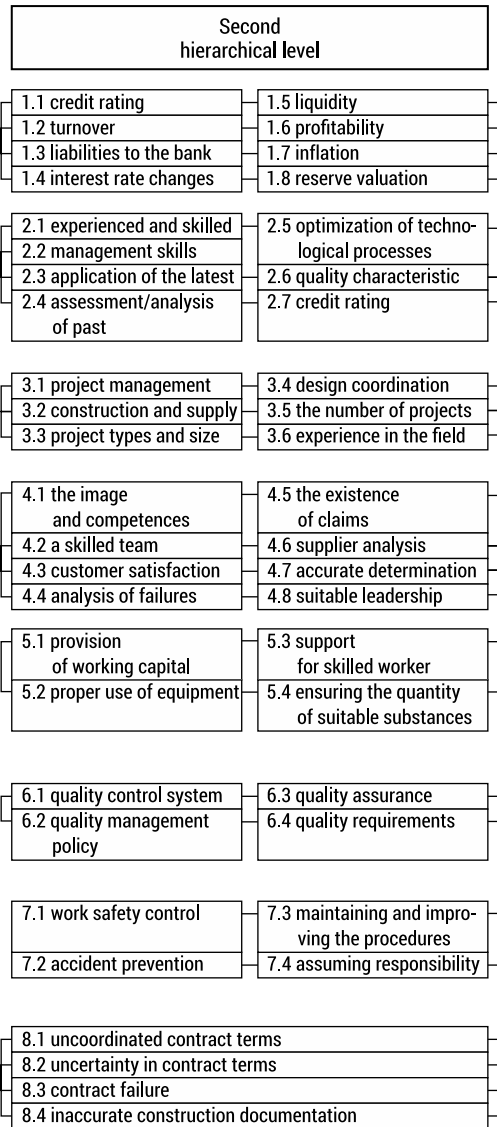 Second
hierarchical level
1.1 credit rating
1.2 turnover
1.3 liabilities to the bank
1.4 interest rate changes
1.5 liquidity
1.6 profitability
1.7 inflation
1.8 reserve valuation
2.1 experienced and skilled
2.2 management skills
2.3 application of the latest
2.4 assessment/analysis
of past
2.5 optimization of techno-
logical processes
2.6 quality characteristic
2.7 credit rating
3.1 project management
3.2 construction and supply
3.3 project types and size
3.4 design coordination
3.5 the number of projects
3.6 experience in the field
4.1 the image
and competences
4.2 a skilled team
4.3 customer satisfaction
4.4 analysis of failures
4.5 the existence
of claims
4.6 supplier analysis
4.7 accurate determination
4.8 suitable leadership
5.1 provision
of working capital
5.2 proper use of equipment
5.3 support
for skilled worker
5.4 ensuring the quantity
of suitable substances
6.1 quality control system
6.2 quality management
policy
6.3 quality assurance
6.4 quality requirements
7.1 work safety control
7.2 accident prevention
7.3 maintaining and impro-
ving the procedures
7.4 assuming responsibility
8.1 uncoordinated contract terms
8.2 uncertainty in contract terms
8.3 contract failure
8.4 inaccurate construction documentation